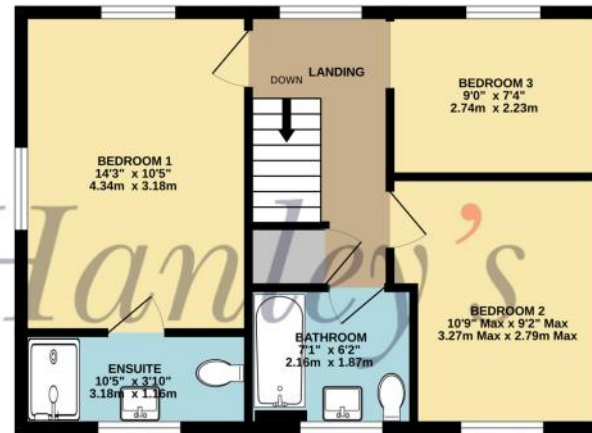 LANDING
DOWN
BEDROOM 3
9'0" x 7'4"
2.74m x 2.23m
BEDROOM 1
14'3" x 10'5"
4.34m x 3.18m
Hanley's
BEDROOM 2
10'9" Max x 9'2" Max
3.27m Max x 2.79m Max
BATHROOM
7'1" x 6'2"
2.16m x 1.87m
ENSUITE
10'5" x 3'10"
3.18m x 1.16m